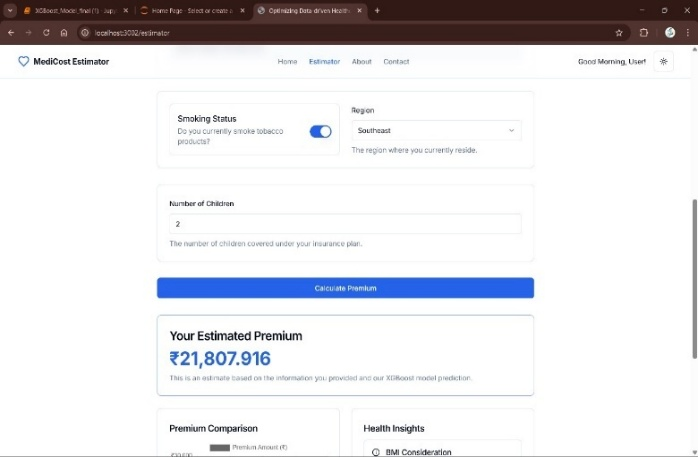 XGBoost_Model_final (1) - Jupy
Home Page - Select or create a
Optimizing Data-driven Health
localhost:3002/estimator
MediCost Estimator
Home
Estimator
About
Contact
Good Morning, User!
Smoking Status
Do you currently smoke tobacco
products?
Region
Southeast
The region where you currently reside.
Number of Children
2
The number of children covered under your insurance plan.
Calculate Premium
Your Estimated Premium
₹21,807.916
This is an estimate based on the information you provided and our XGBoost model prediction.
Premium Comparison
Premium Amount (₹)
Health Insights
BMI Consideration